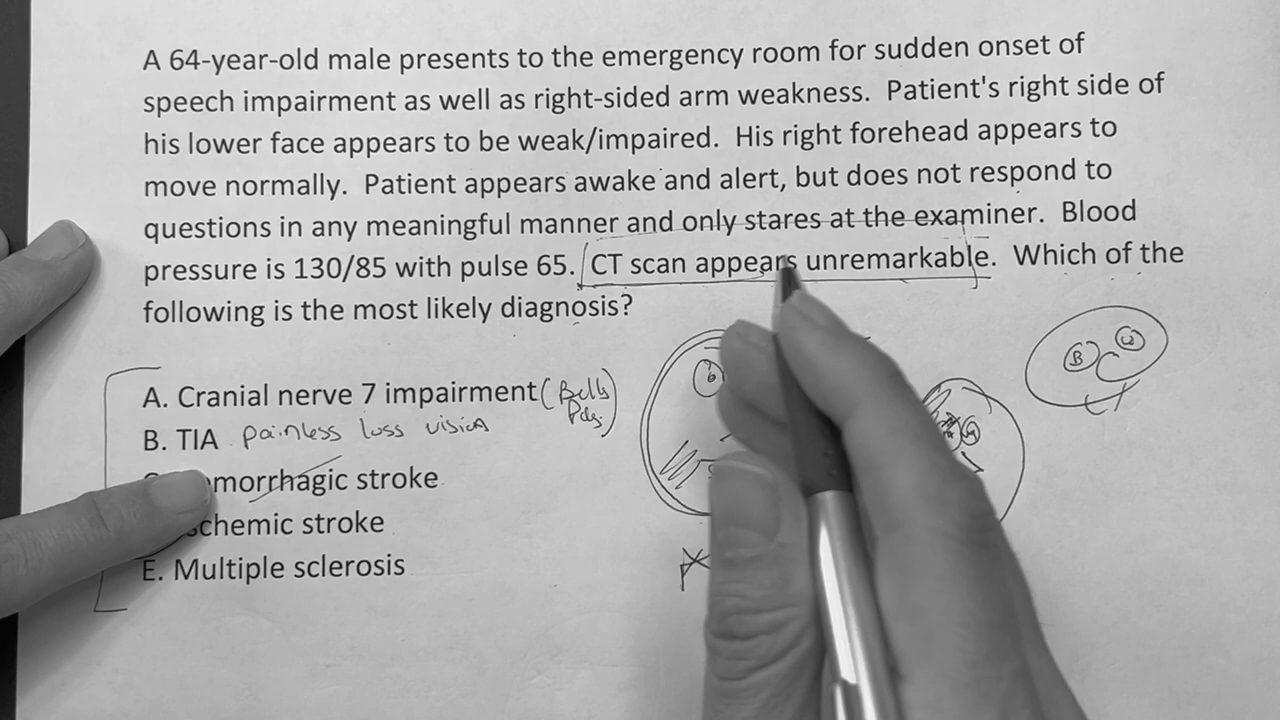 A 64-year-old male presents to the emergency room for sudden onset of
speech impairment as well as right-sided arm weakness. Patient's right side of
his lower face appears to be weak/impaired. His right forehead appears to
move normally. Patient appears awake and alert, but does not respond to
questions in any meaningful manner and only stares at the examiner. Blood
pressure is 130/85 with pulse 65. CT scan appears unremarkable. Which of the
following is the most likely diagnosis?
A. Cranial nerve 7 impairment (Bells
B. TIA painless loss vision
morrhagic stroke
schemic stroke
E. Multiple sclerosis
B